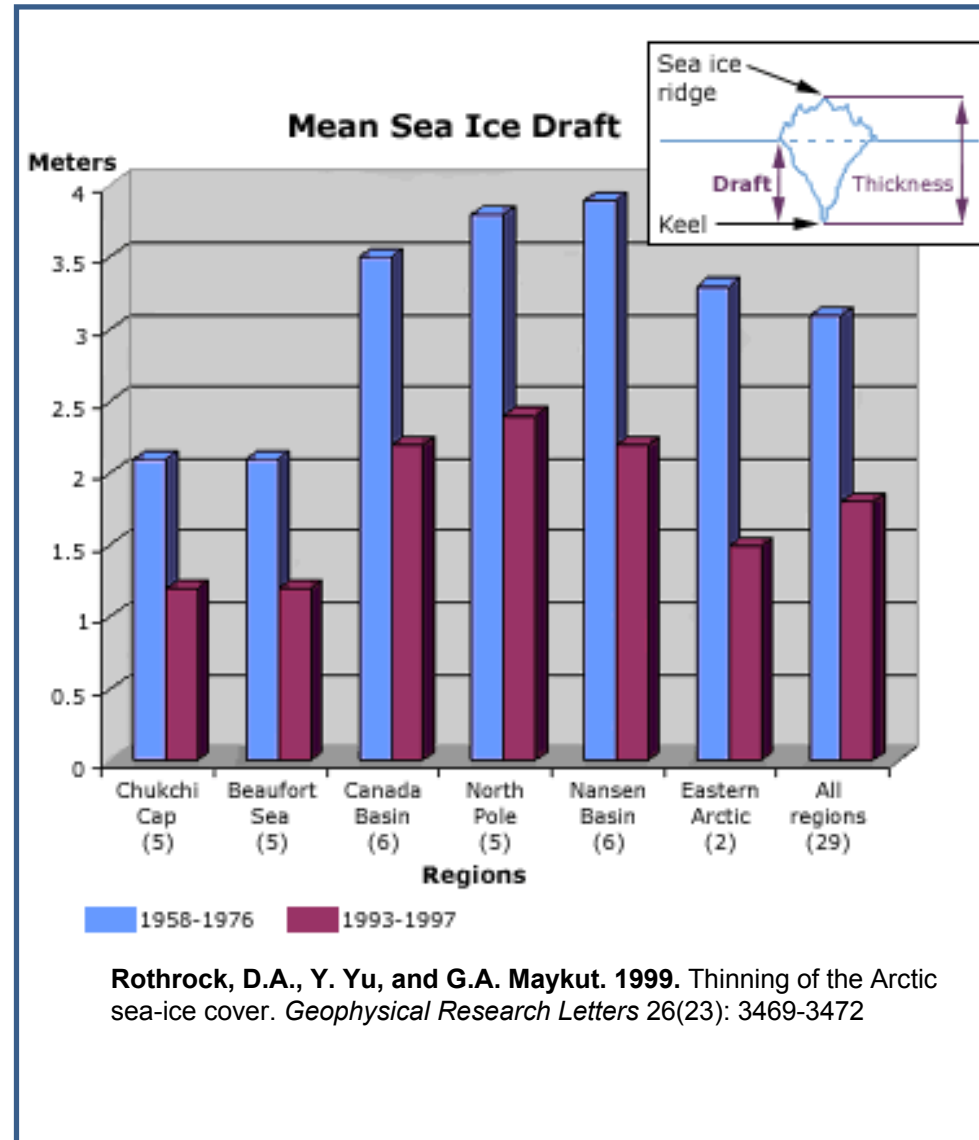 Sea ice
ridge
Mean Sea Ice Draft
Meters
Draft
Thickness
Keel
4
3.5
3
2.5
2
1.5
1
0.5
0
Chukchi
Cap
(5)
Beaufort
Sea
(5)
Canada
Basin
(6)
North
Pole
(5)
Nansen
Basin
(6)
Eastern
Arctic
(2)
All
regions
(29)
Regions
1958-1976
1993-1997
Rothrock, D.A., Y. Yu, and G.A. Maykut. 1999. Thinning of the Arctic
sea-ice cover. Geophysical Research Letters 26(23): 3469-3472